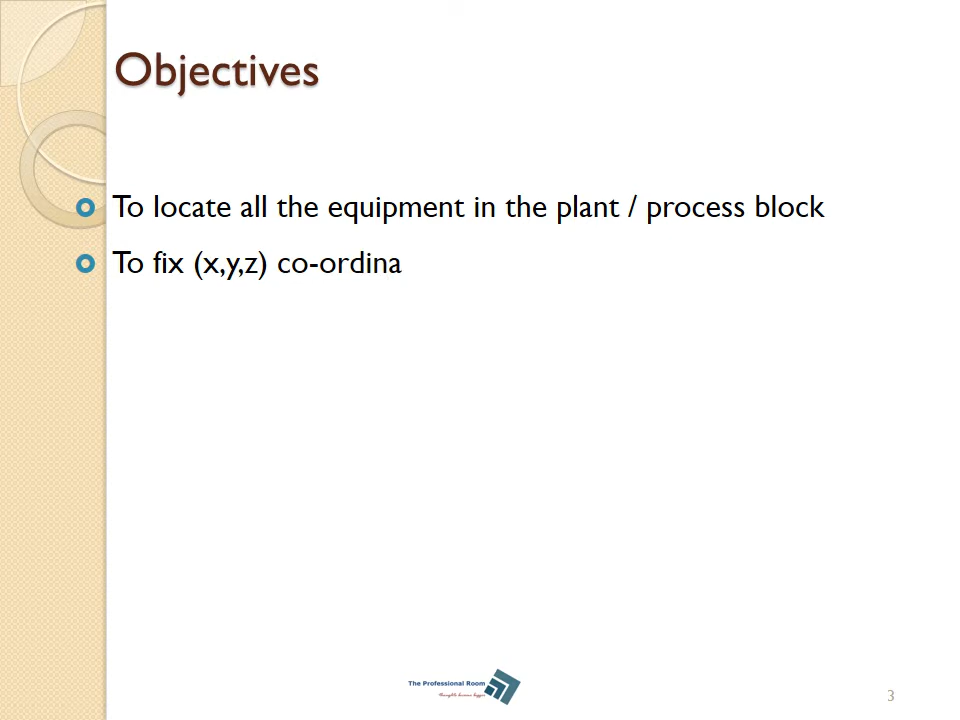 Objectives
To locate all the equipment in the plant / process block
To fix (x,y,z) co-ordina
The Professional Room
3